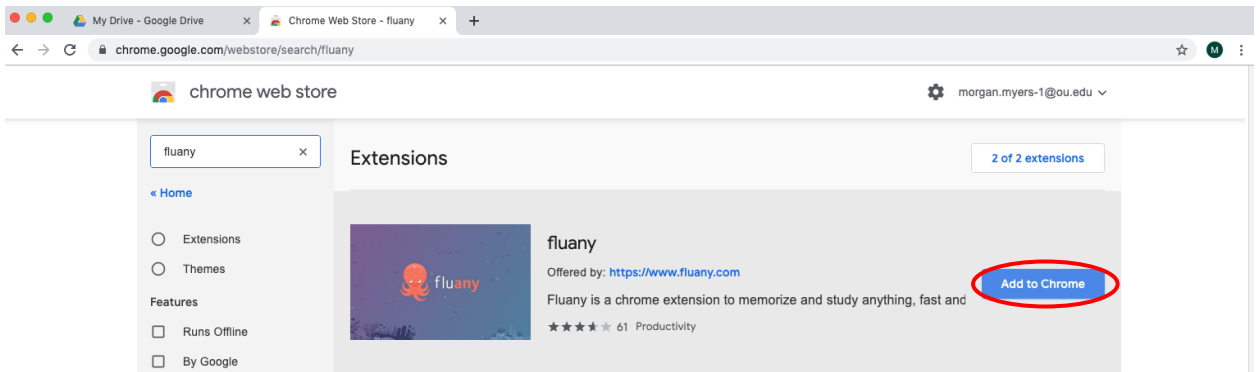 My Drive - Google Drive
Chrome Web Store - fluany
chrome.google.com/webstore/search/fluany
M
chrome web store
morgan.myers-1@ou.edu
fluany
Extensions
2 of 2 extensions
« Home
Extensions
Themes
Features
Runs Offline
By Google
fluany
fluany
Offered by: https://www.fluany.com
Fluany is a chrome extension to memorize and study anything, fast and
61 Productivity
Add to Chrome